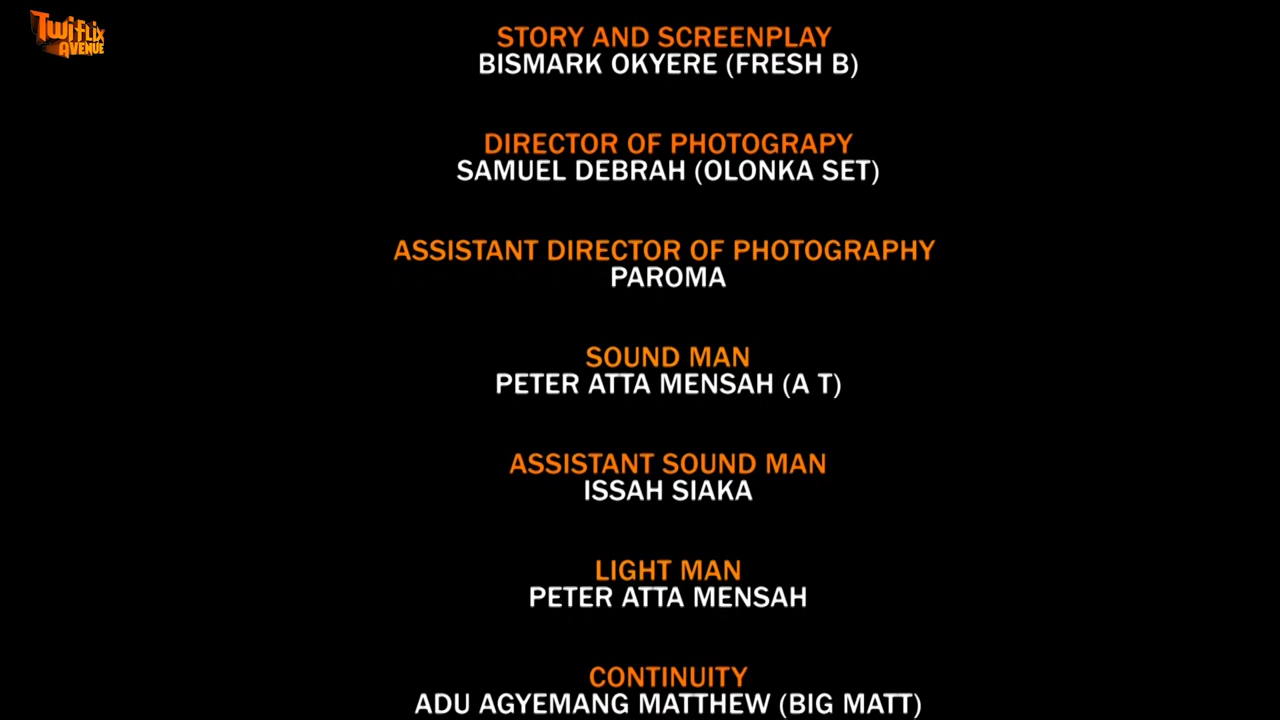 TWIFLIX
AVENUE
STORY AND SCREENPLAY
BISMARK OKYERE (FRESH B)
DIRECTOR OF PHOTOGRAPY
SAMUEL DEBRAH (OLONKA SET)
ASSISTANT DIRECTOR OF PHOTOGRAPHY
PAROMA
SOUND MAN
PETER ATTA MENSAH (A T)
ASSISTANT SOUND MAN
ISSAH SIAKA
LIGHT MAN
PETER ATTA MENSAH
CONTINUITY
ADU AGYEMANG MATTHEW (BIG MATT)